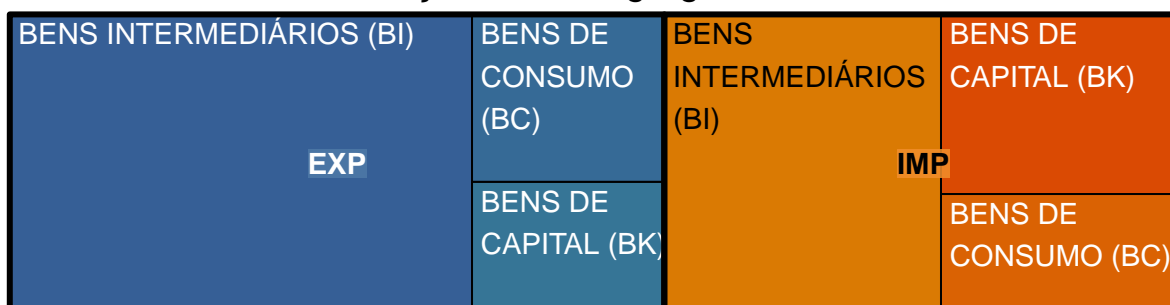 BENS INTERMEDIÁRIOS (BI)
EXP
BENS DE
CONSUMO
(BC)
BENS DE
CAPITAL (BK)
BENS
INTERMEDIÁRIOS
(BI)
IMP
BENS DE
CAPITAL (BK)
BENS DE
CONSUMO (BC)